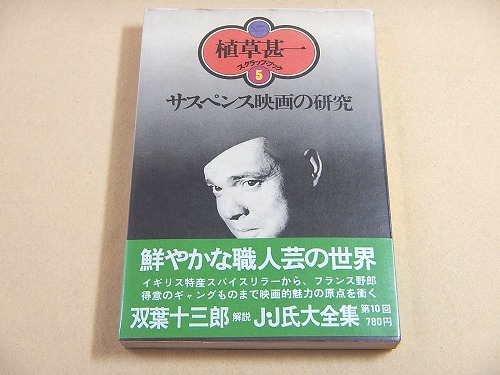 植草甚一
スクラップ・ブック
5
サスペンス映画の研究
鮮やかな職人芸の世界
イギリス特産スパイスリラーから、フランス野郎
得意のギャングものまで映画的魅力の原点を衝く
双葉十三郎 解説 J・J氏大全集 第10回
780円